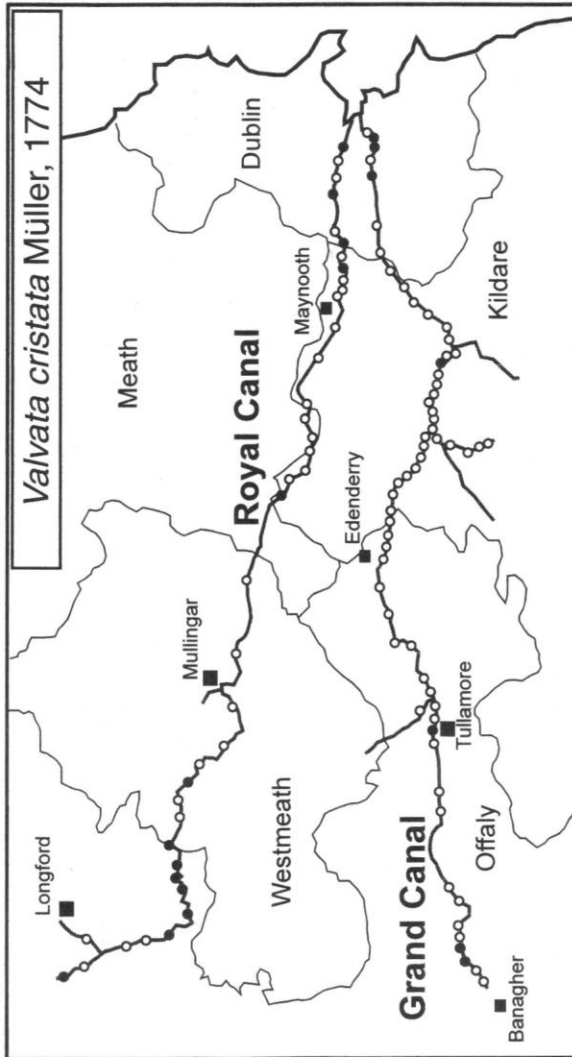 Valvata cristata Müller, 1774
Meath
Dublin
Royal Canal
Maynooth
Kildare
Edenderry
Mullingar
Longford
Westmeath
Tullamore
Offaly
Grand Canal
Banagher